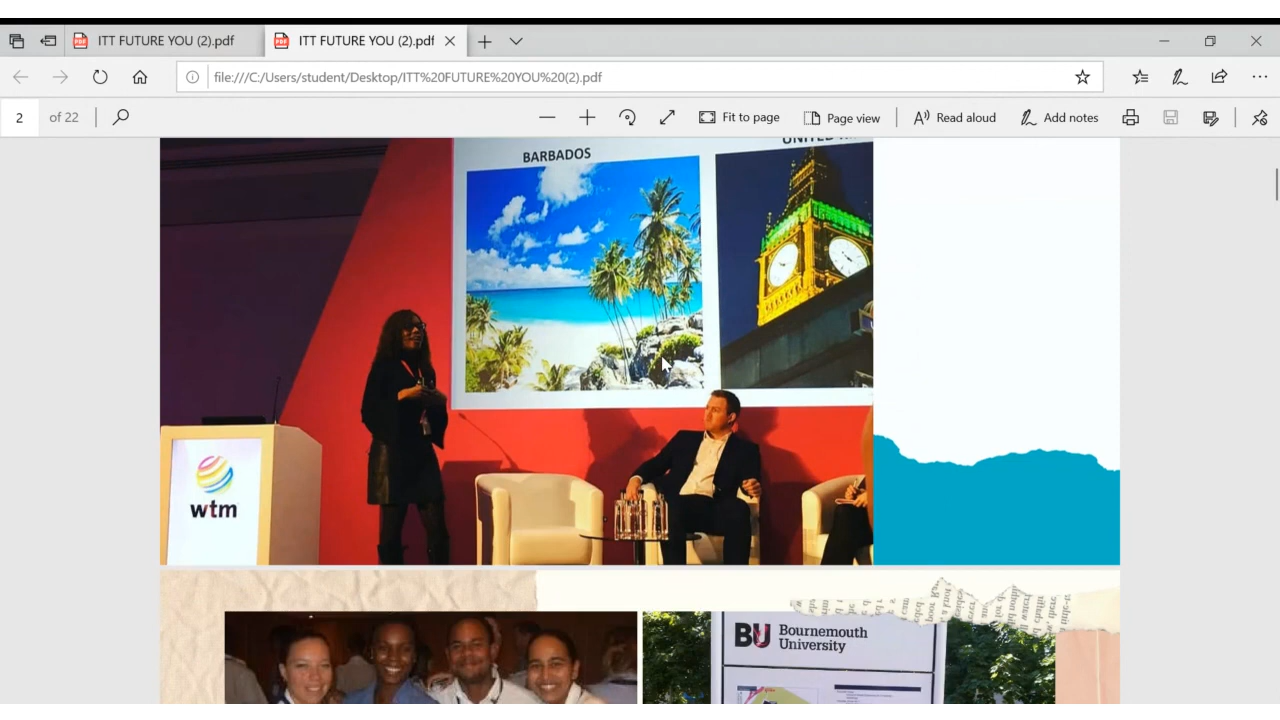 ITT FUTURE YOU (2).pdf
ITT FUTURE YOU (2).pdf
file:///C:/Users/student/Desktop/ITT%20FUTURE%20YOU%20(2).pdf
2 of 22
Fit to page
Page view
Read aloud
Add notes
BARBADOS
wtm
BU Bournemouth
University